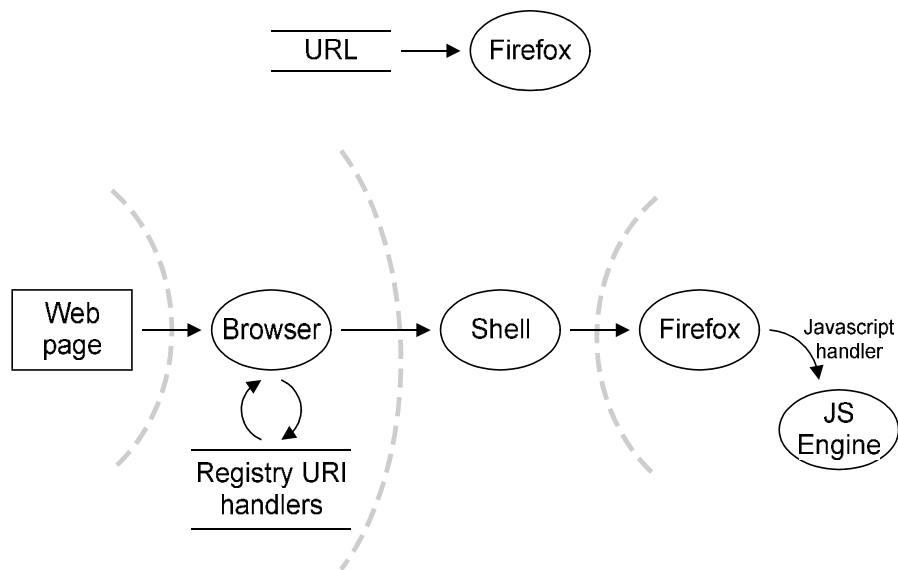 URL
Firefox
Web
page
Browser
Shell
Firefox
Javascript
handler
JS
Engine
Registry URI
handlers